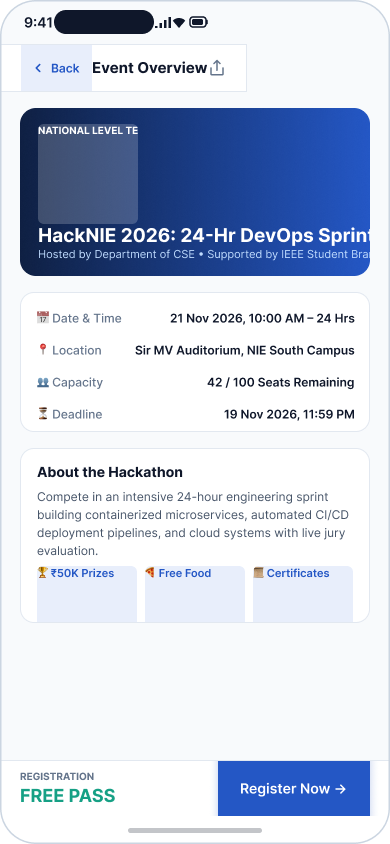 9:41
Back
Event Overview
NATIONAL LEVEL TE
HackNIE 2026: 24-Hr DevOps Sprint
Hosted by Department of CSE • Supported by IEEE Student Bra
Date & Time 21 Nov 2026, 10:00 AM – 24 Hrs
Location Sir MV Auditorium, NIE South Campus
Capacity 42 / 100 Seats Remaining
Deadline 19 Nov 2026, 11:59 PM
About the Hackathon
Compete in an intensive 24-hour engineering sprint
building containerized microservices, automated CI/CD
deployment pipelines, and cloud systems with live jury
evaluation.
₹50K Prizes
Free Food
Certificates
REGISTRATION
FREE PASS
Register Now →